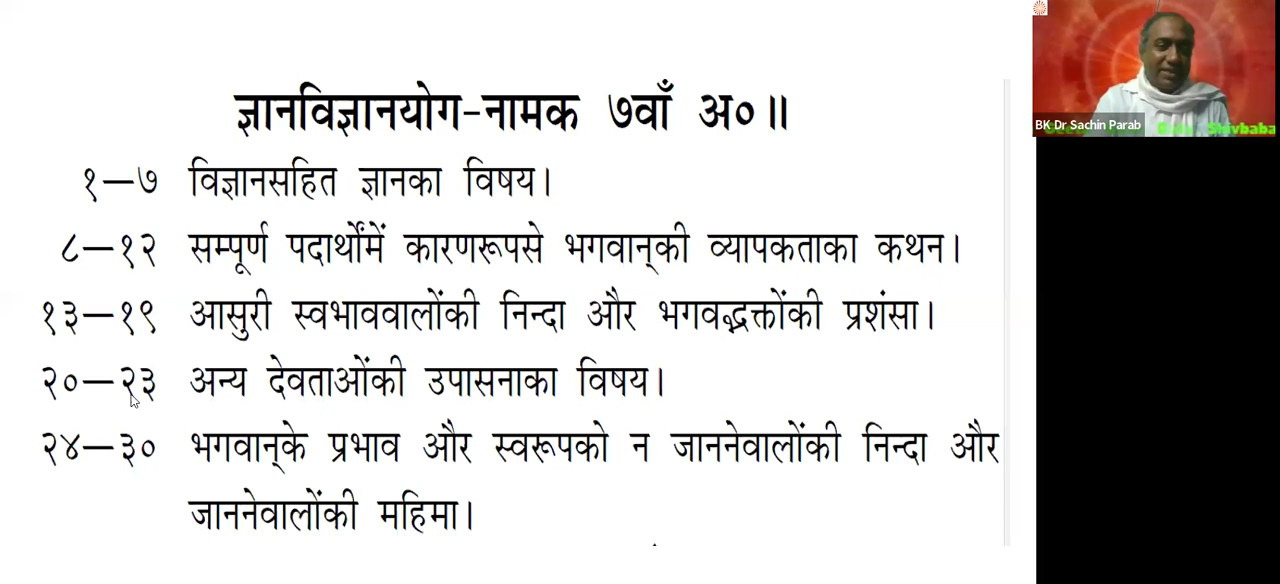 ज्ञानविज्ञानयोग-नामक ७वाँ अ०॥
१—७ विज्ञानसहित ज्ञानका विषय।
८—१२ सम्पूर्ण पदार्थोंमें कारणरूपसे भगवान्‌की व्यापकताका कथन।
१३—१९ आसुरी स्वभाववालोंकी निन्दा और भगवद्भक्तोंकी प्रशंसा।
२०—२३ अन्य देवताओंकी उपासनाका विषय।
२४—३० भगवान्‌के प्रभाव और स्वरूपको न जाननेवालोंकी निन्दा और
जाननेवालोंकी महिमा।
BK Dr Sachin Parab
Shivbaba